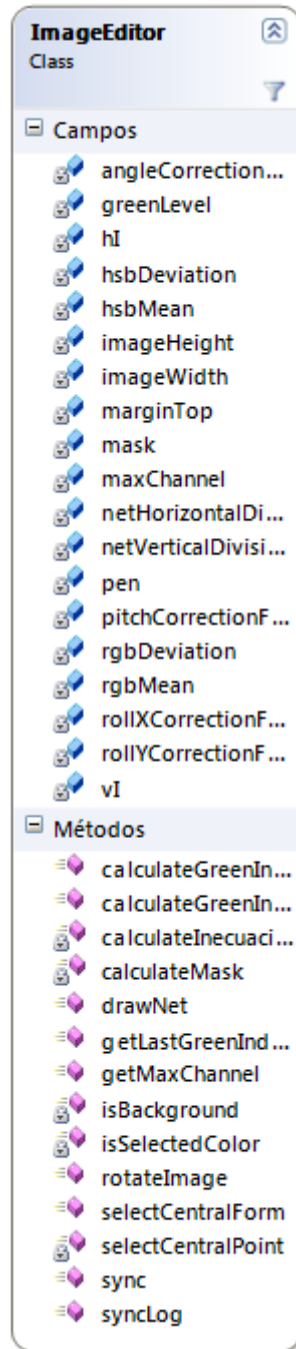 ImageEditor
Class
Campos
angleCorrection...
greenLevel
hI
hsbDeviation
hsbMean
imageHeight
imageWidth
marginTop
mask
maxChannel
netHorizontalDi...
netVerticalDivisi...
pen
pitchCorrectionF...
rgbDeviation
rgbMean
rollXCorrectionF...
rollYCorrectionF...
vI
Métodos
calculateGreenIn...
calculateGreenIn...
calculateInecuaci...
calculateMask
drawNet
getLastGreenInd...
getMaxChannel
isBackground
isSelectedColor
rotateImage
selectCentralForm
selectCentralPoint
sync
syncLog